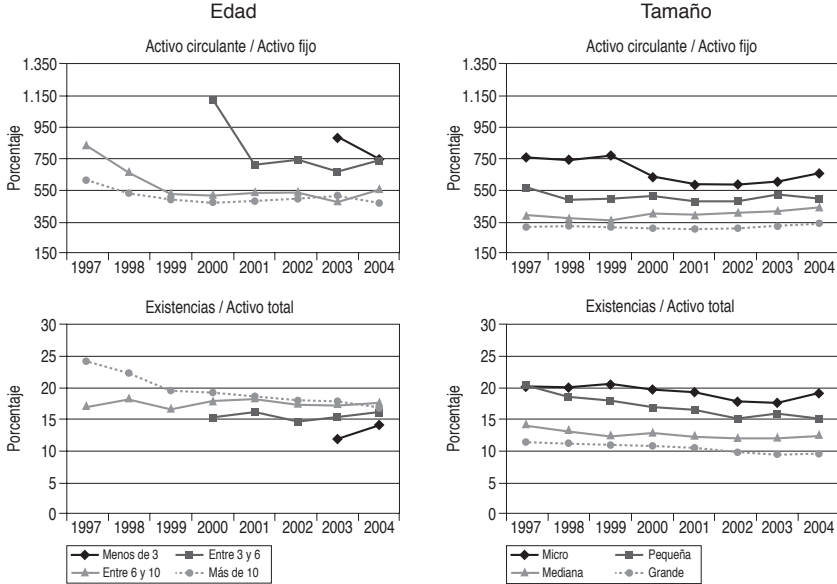 Edad
Activo circulante / Activo fijo
Porcentaje
1.350
1.150
950
750
550
350
150
1997 1998 1999 2000 2001 2002 2003 2004
Tamaño
Activo circulante / Activo fijo
Porcentaje
1.350
1.150
950
750
550
350
150
1997 1998 1999 2000 2001 2002 2003 2004
Existencias / Activo total
Porcentaje
30
25
20
15
10
5
0
1997 1998 1999 2000 2001 2002 2003 2004
Menos de 3 Entre 3 y 6
Entre 6 y 10 Más de 10
Existencias / Activo total
Porcentaje
30
25
20
15
10
5
0
1997 1998 1999 2000 2001 2002 2003 2004
Micro Pequeña
Mediana Grande